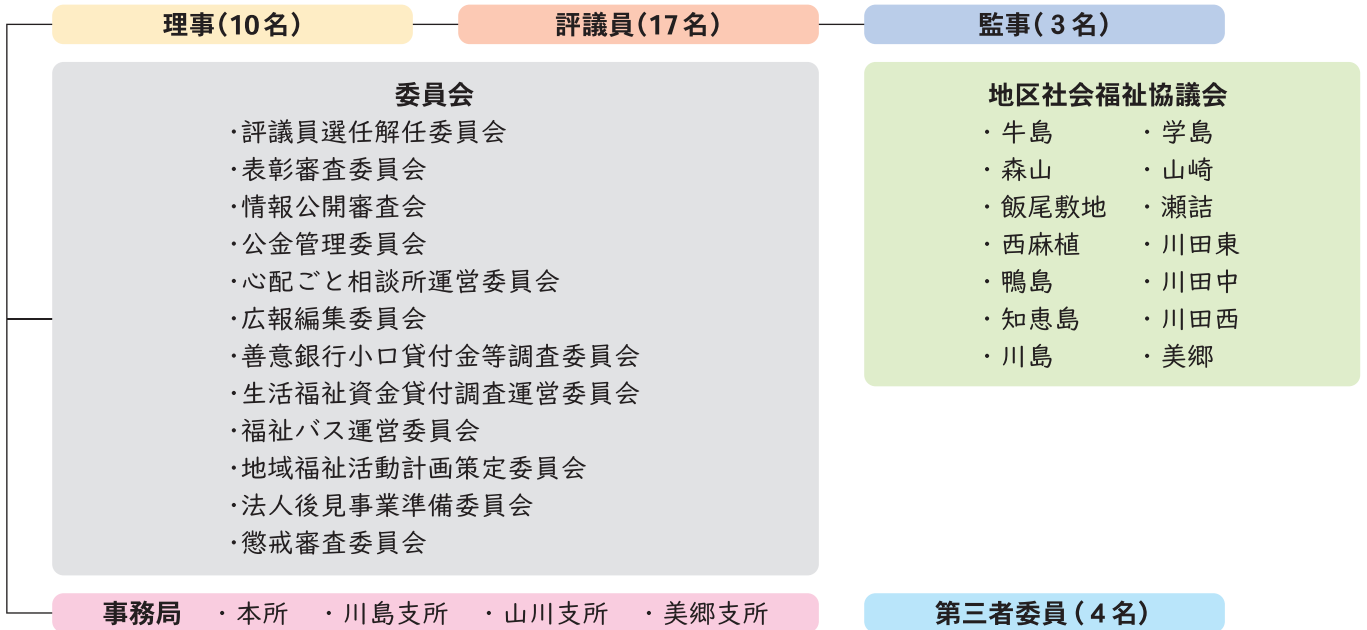 理事（10名）
評議員（17名）
監事（3名）
委員会
・評議員選任解任委員会
・表彰審査委員会
・情報公開審査会
・公金管理委員会
・心配ごと相談所運営委員会
・広報編集委員会
・善意銀行小口貸付金等調査委員会
・生活福祉資金貸付調査運営委員会
・福祉バス運営委員会
・地域福祉活動計画策定委員会
・法人後見事業準備委員会
・懲戒審査委員会
地区社会福祉協議会
・牛島 ・学島
・森山 ・山崎
・飯尾敷地 ・瀬詰
・西麻植 ・川田東
・鴨島 ・川田中
・知恵島 ・川田西
・川島 ・美郷
事務局 ・本所 ・川島支所 ・山川支所 ・美郷支所
第三者委員（4名）